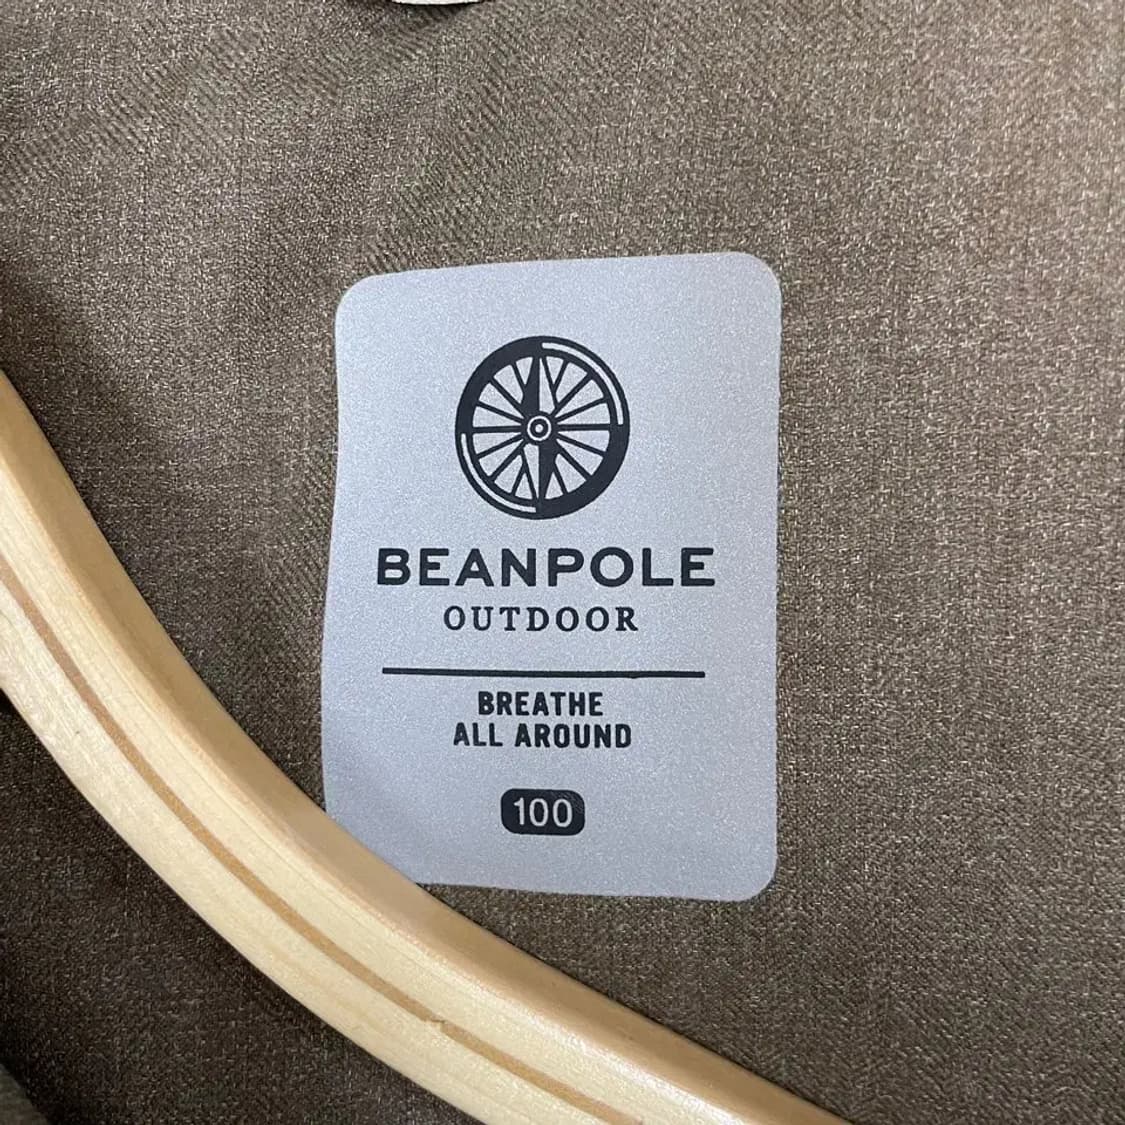 BEANPOLE
OUTDOOR
BREATHE
ALL AROUND
100